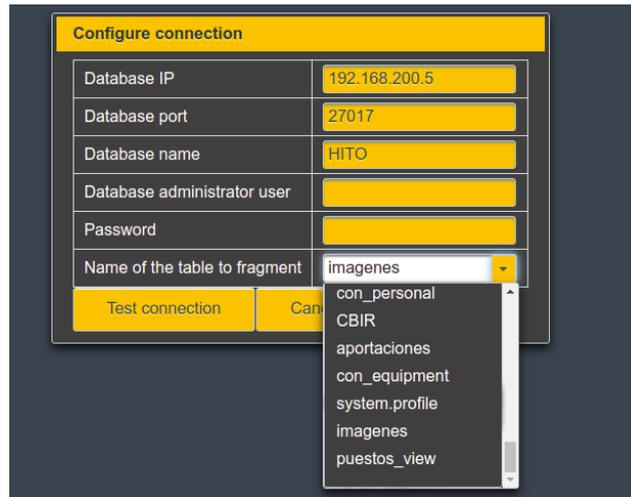 Configure connection
Database IP 192.168.200.5
Database port 27017
Database name HITO
Database administrator user
Password
Name of the table to fragment imagenes
Test connection Can
con_personal
CBIR
aportaciones
con_equipment
system.profile
imagenes
puestos_view